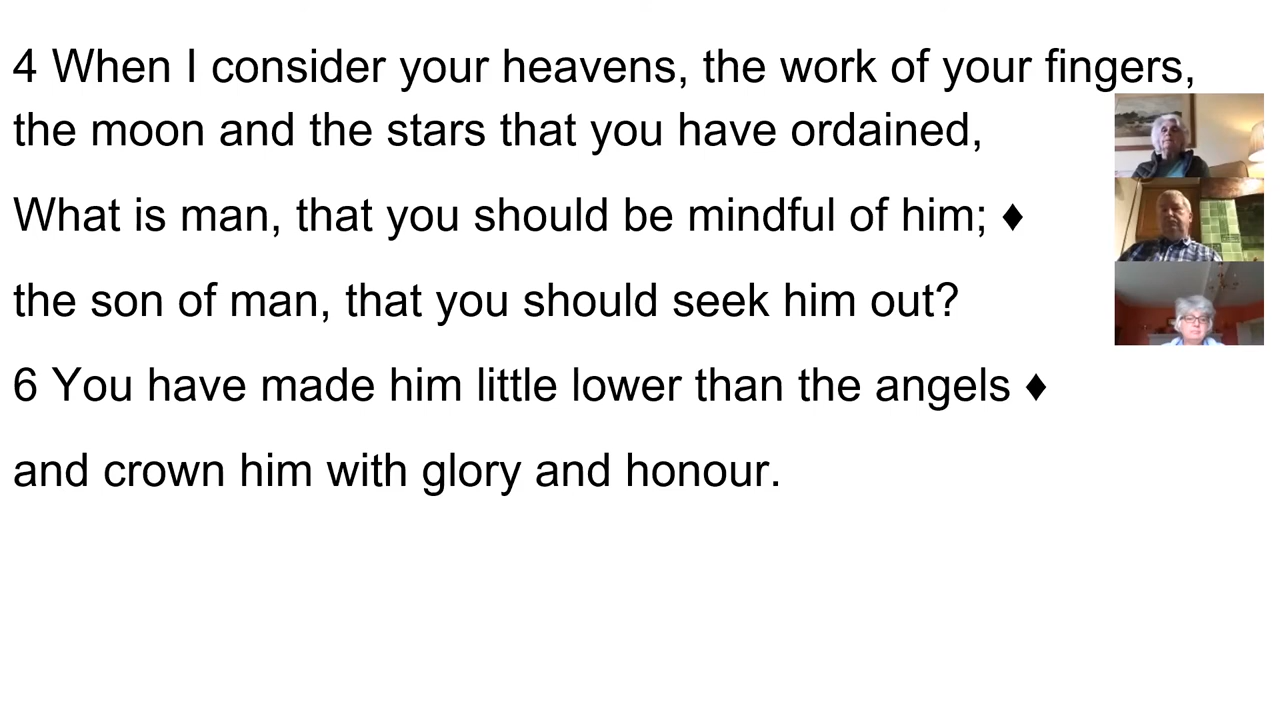 4 When I consider your heavens, the work of your fingers,
the moon and the stars that you have ordained,
What is man, that you should be mindful of him; ♦
the son of man, that you should seek him out?
6 You have made him little lower than the angels ♦
and crown him with glory and honour.